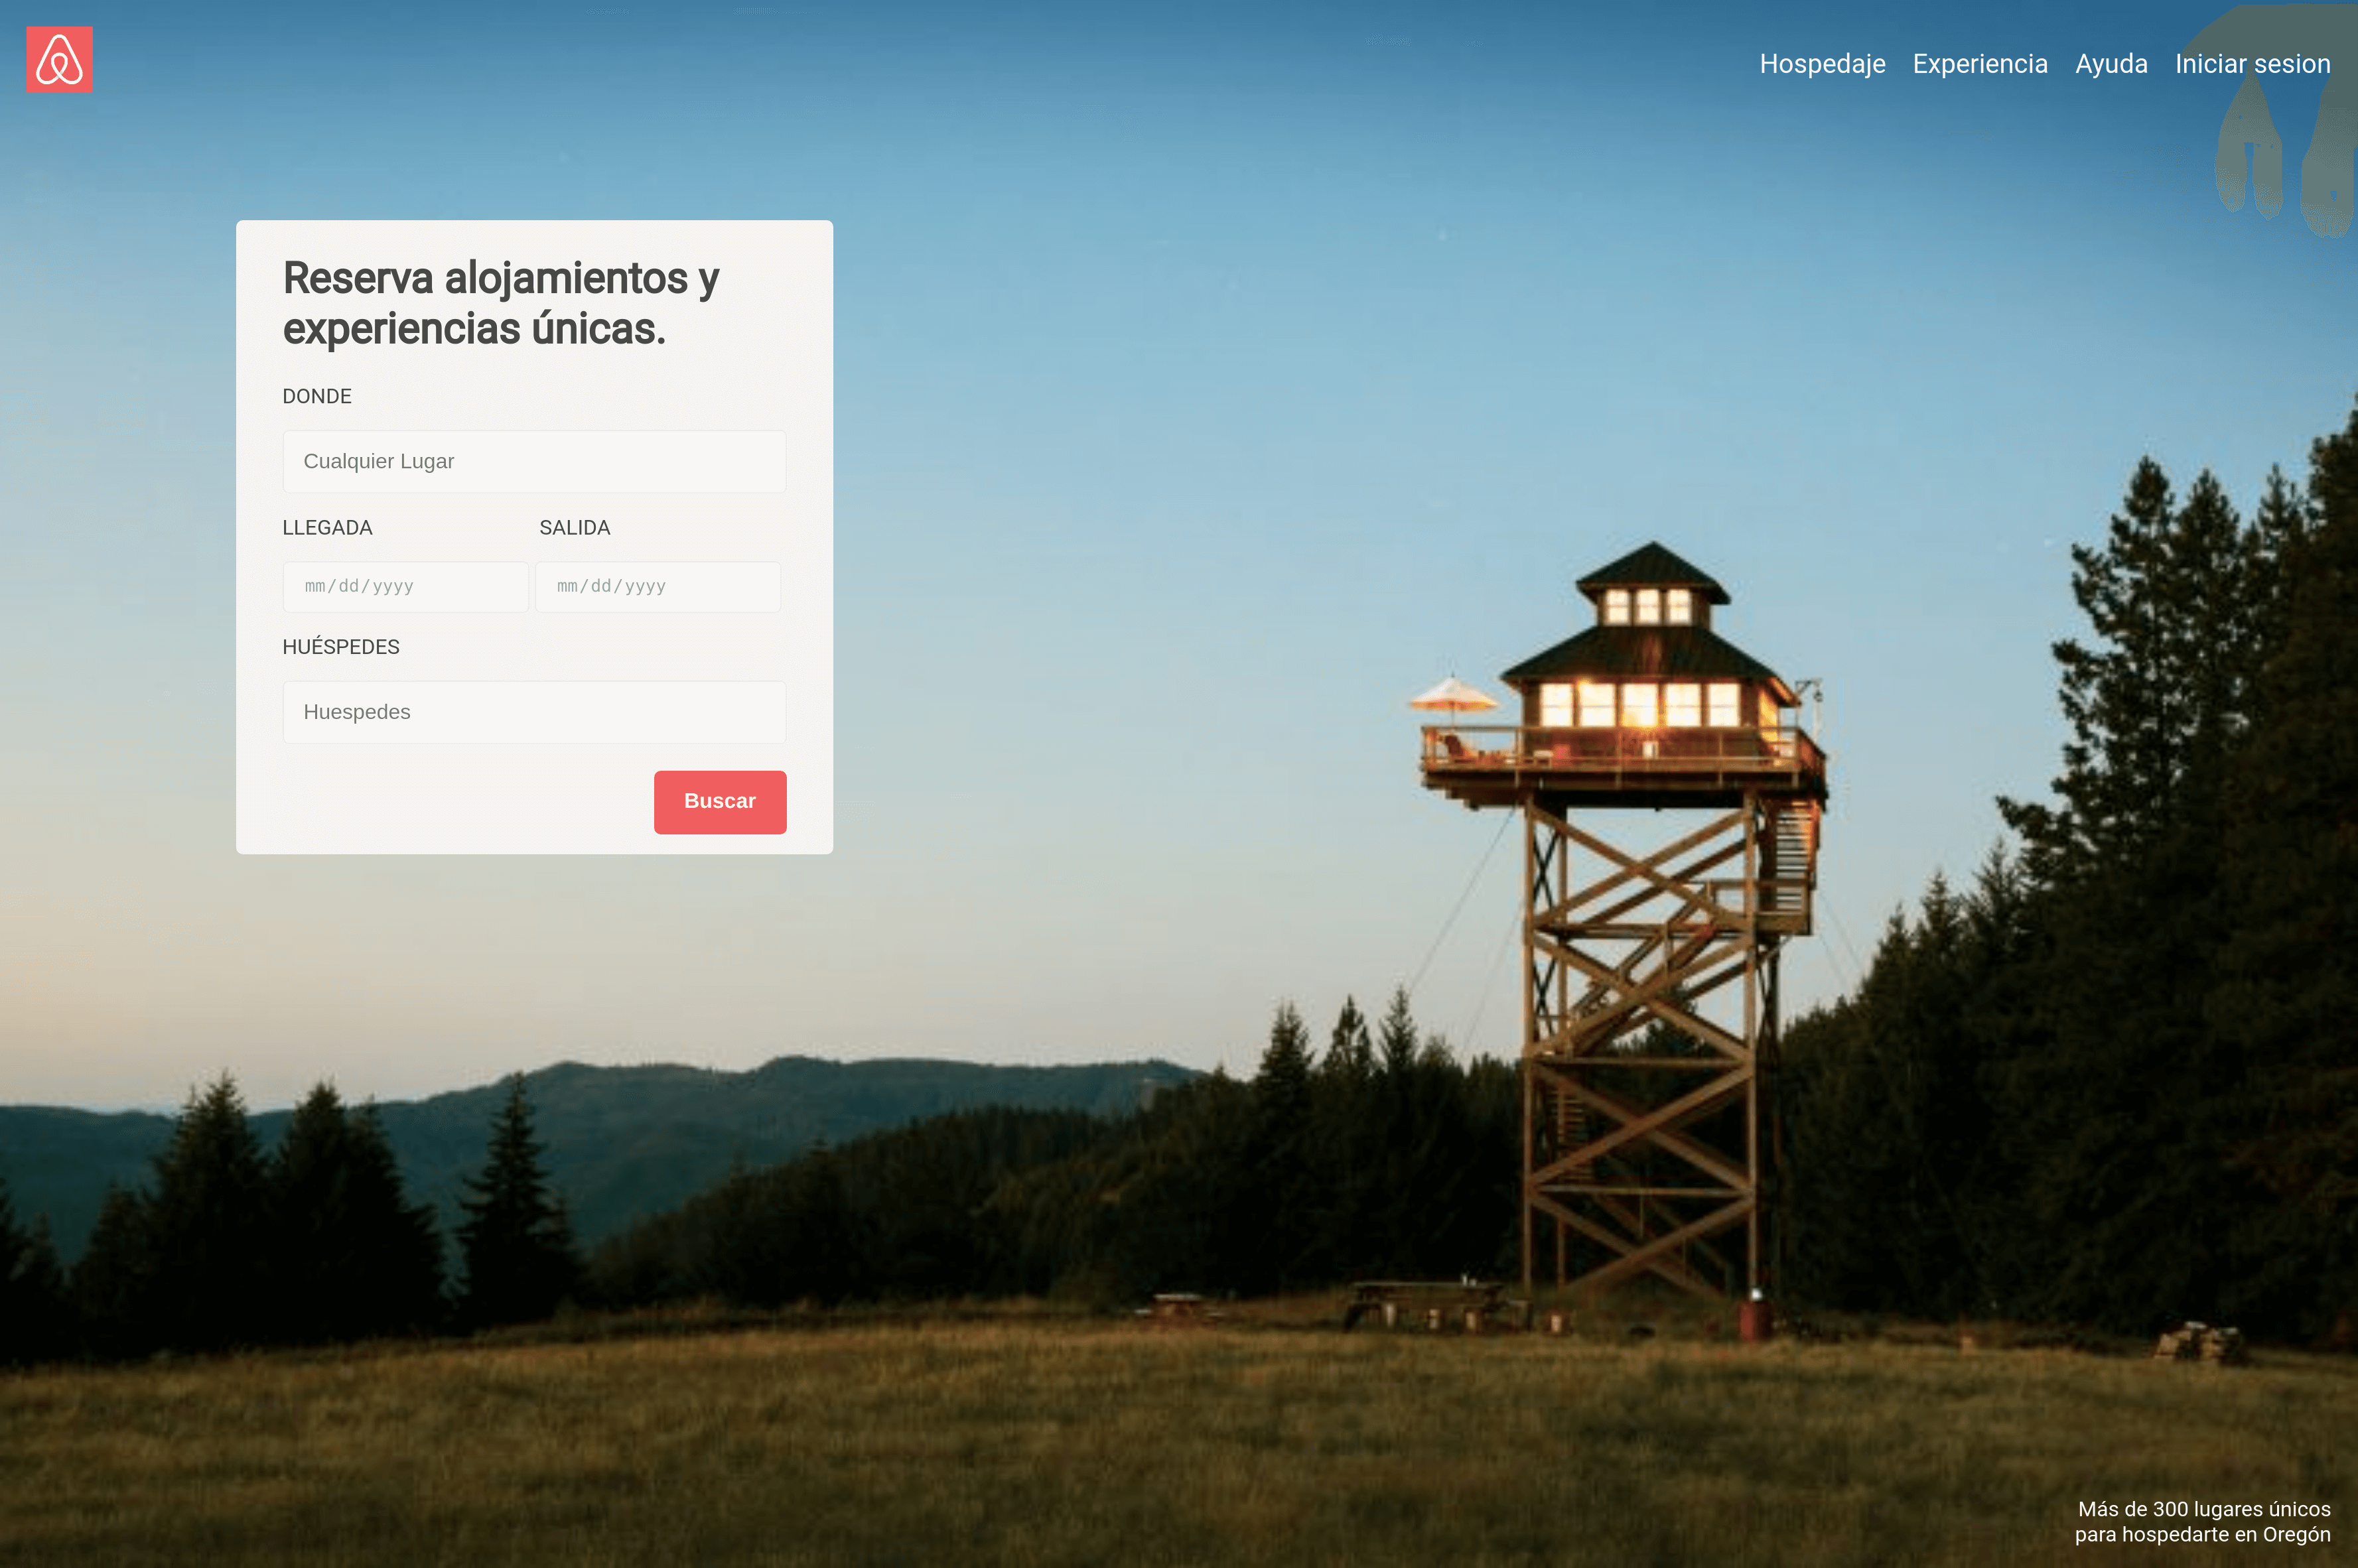 Hospedaje Experiencia Ayuda Iniciar sesion
Reserva alojamientos y
experiencias únicas.
DONDE
Cualquier Lugar
LLEGADA SALIDA
mm/dd/yyyy mm/dd/yyyy
HUÉSPEDES
Huespedes
Buscar
Más de 300 lugares únicos
para hospedarte en Oregón